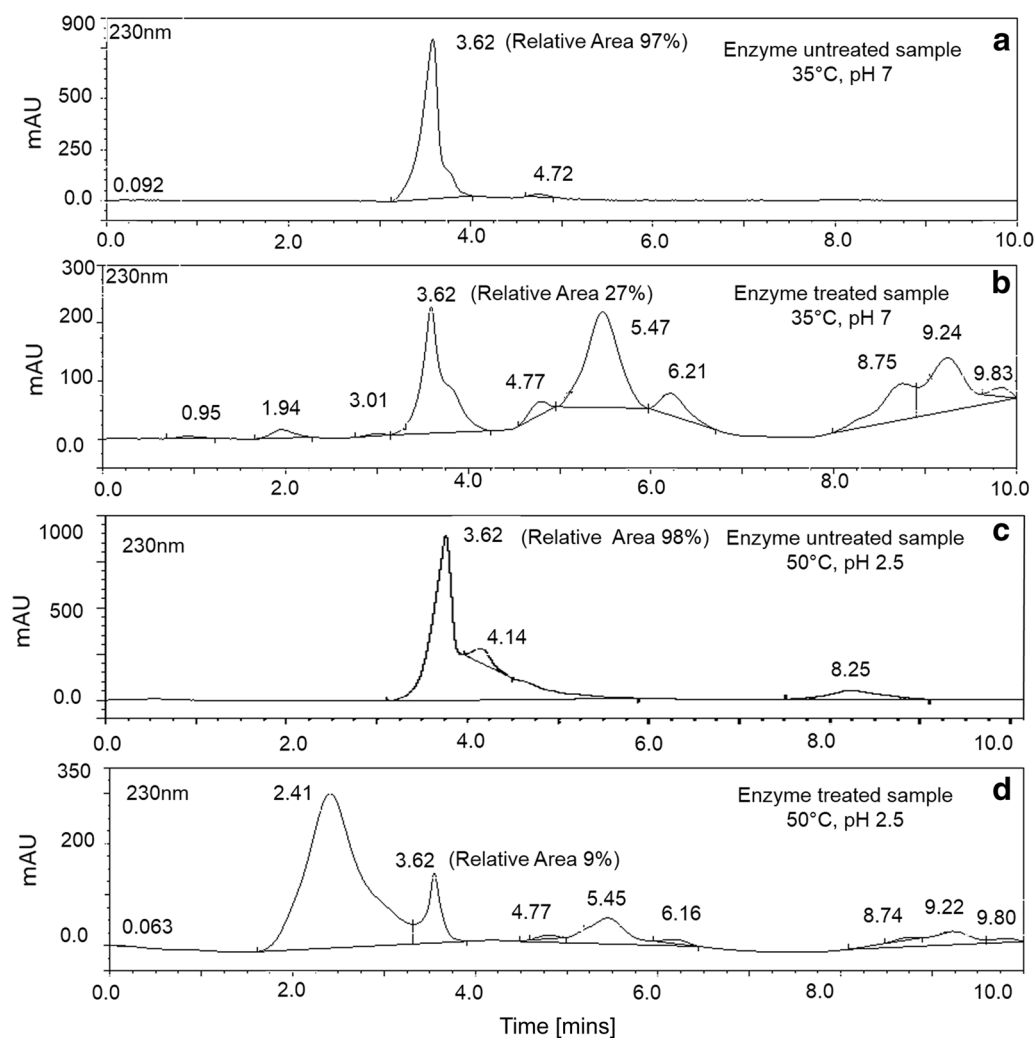 900
230nm
3.62 (Relative Area 97%)
Enzyme untreated sample
a
35°C, pH 7
500
mAU
250
0.092
4.72
0.0
0.0 2.0 4.0 6.0 8.0 10.0
300
230nm
3.62 (Relative Area 27%)
Enzyme treated sample
b
35°C, pH 7
200
5.47
9.24
8.75
mAU
100
0.95
1.94
3.01
4.77
6.21
9.83
0.0
0.0 2.0 4.0 6.0 8.0 10.0
1000
230nm
3.62 (Relative Area 98%)
Enzyme untreated sample
c
50°C, pH 2.5
500
mAU
4.14
8.25
0.0
0.0 2.0 4.0 6.0 8.0 10.0
350
230nm
2.41
Enzyme treated sample
d
50°C, pH 2.5
200
mAU
3.62 (Relative Area 9%)
0.063
4.77
5.45
6.16
8.74
9.22
9.80
0.0
0.0 2.0 4.0 6.0 8.0 10.0
Time [mins]